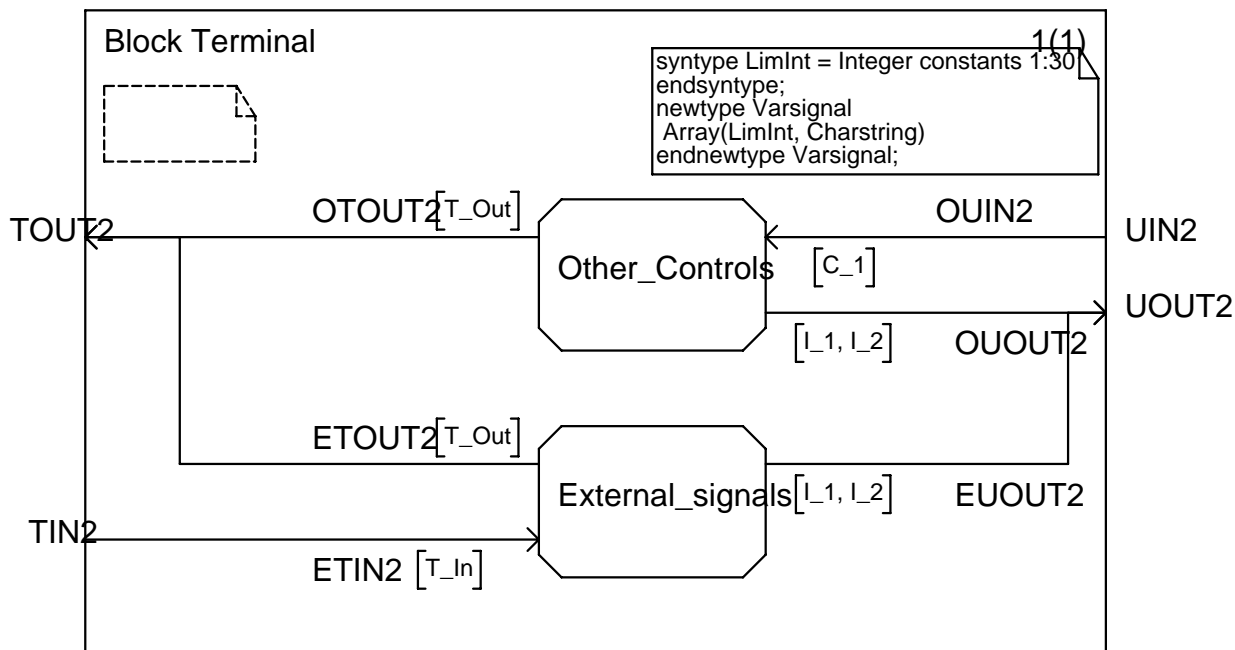 Block Terminal
1(1)
syntype LimInt = Integer constants 1:30
endsyntype;
newtype Varsignal
Array(LimInt, Charstring)
endnewtype Varsignal;
OTOUT2 [T_Out]
OUIN2
TOUT2
UIN2
Other_Controls
[C_1]
UOUT2
[I_1, I_2]
OUOUT2
ETOUT2 [T_Out]
External_signals
[I_1, I_2]
EUOUT2
TIN2
ETIN2 [T_In]